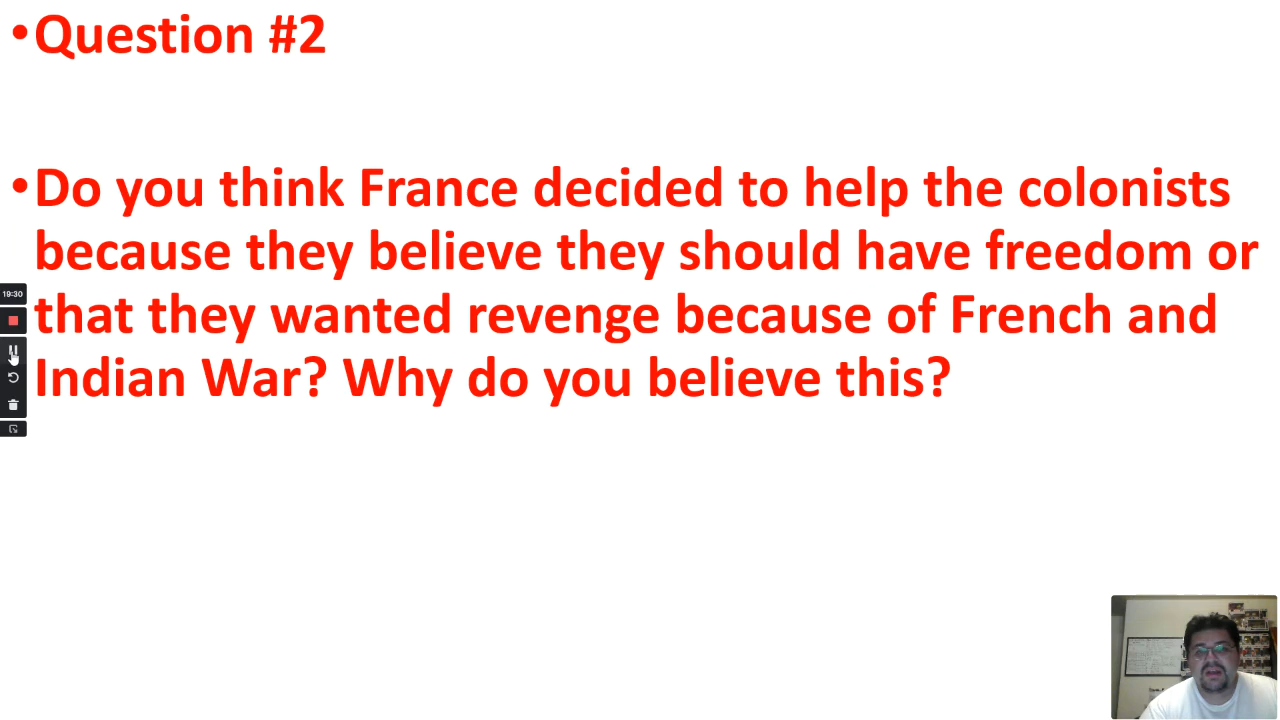 •Question #2
•Do you think France decided to help the colonists
because they believe they should have freedom or
that they wanted revenge because of French and
Indian War? Why do you believe this?
19:30